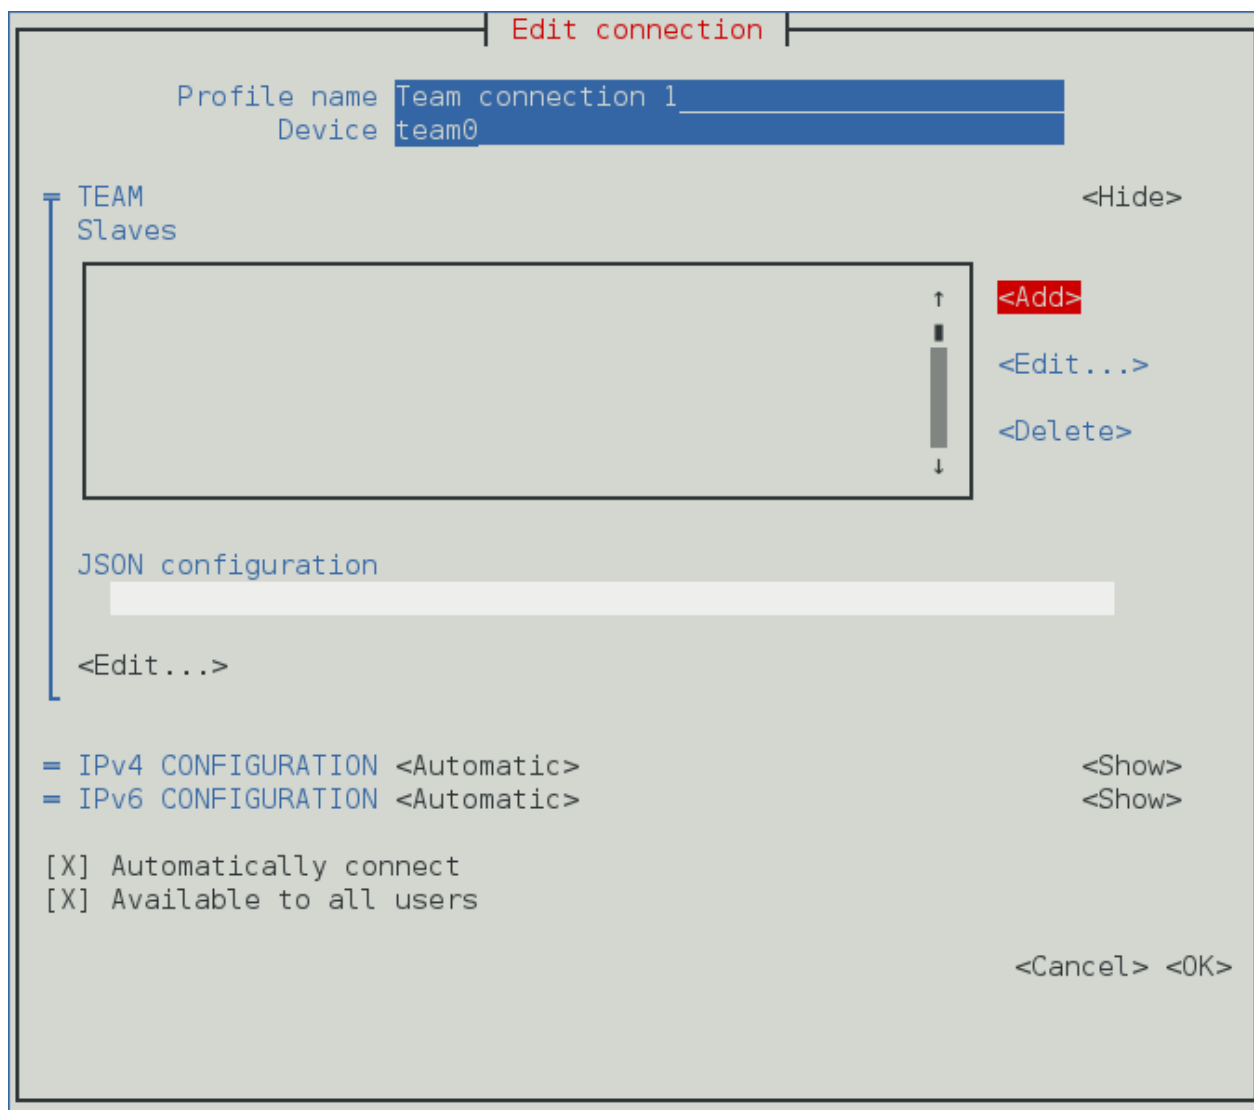 Edit connection
Profile name Team connection 1
Device team0
TEAM <Hide>
Slaves
↑ <Add>
<Edit...>
<Delete>
↓
JSON configuration
<Edit...>
= IPv4 CONFIGURATION <Automatic> <Show>
= IPv6 CONFIGURATION <Automatic> <Show>
[X] Automatically connect
[X] Available to all users
<Cancel> <OK>